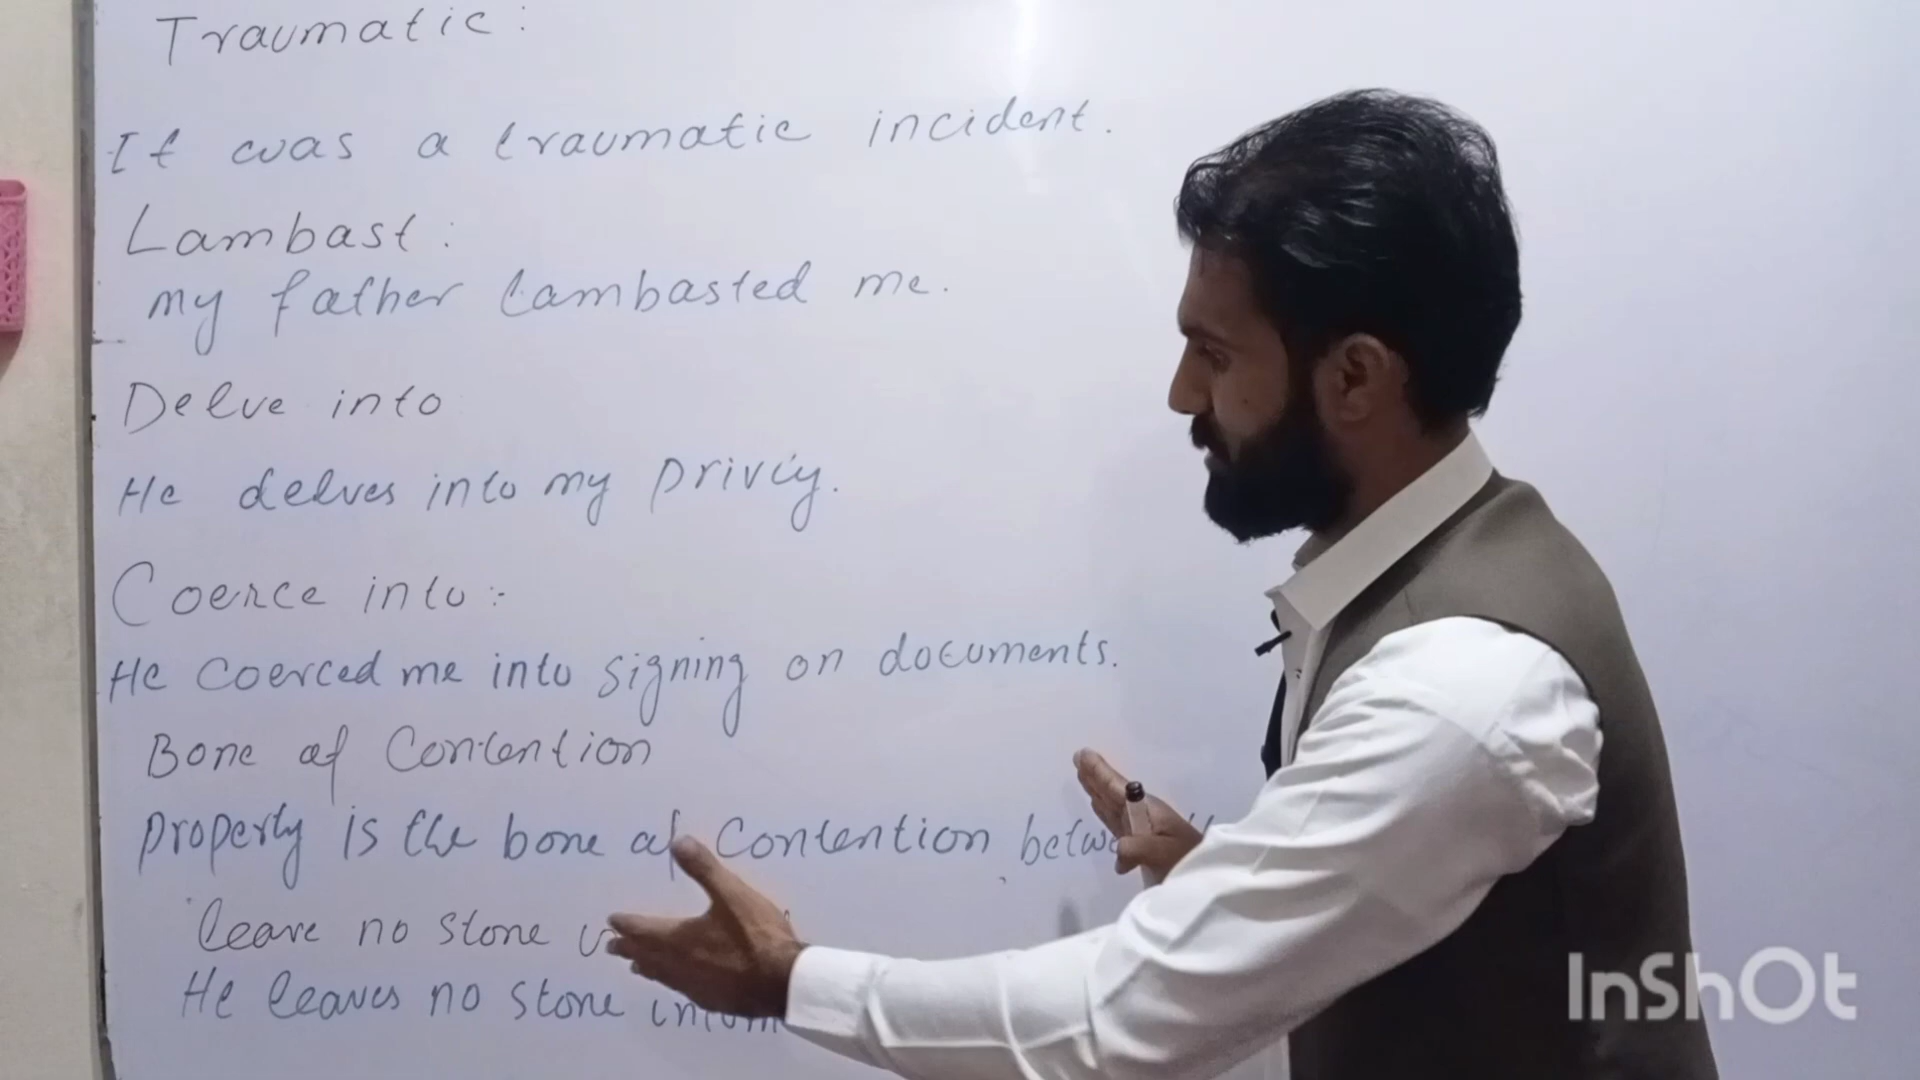 Traumatic:
It was a traumatic incident.
Lambast:
my father Lambasted me.
Delve into
He delves into my privcy.
Coerce into:-
He coerced me into signing on documents.
Bone of Contention
Property is the bone of Contention
leave no stone
He leaves no stone
InShOt